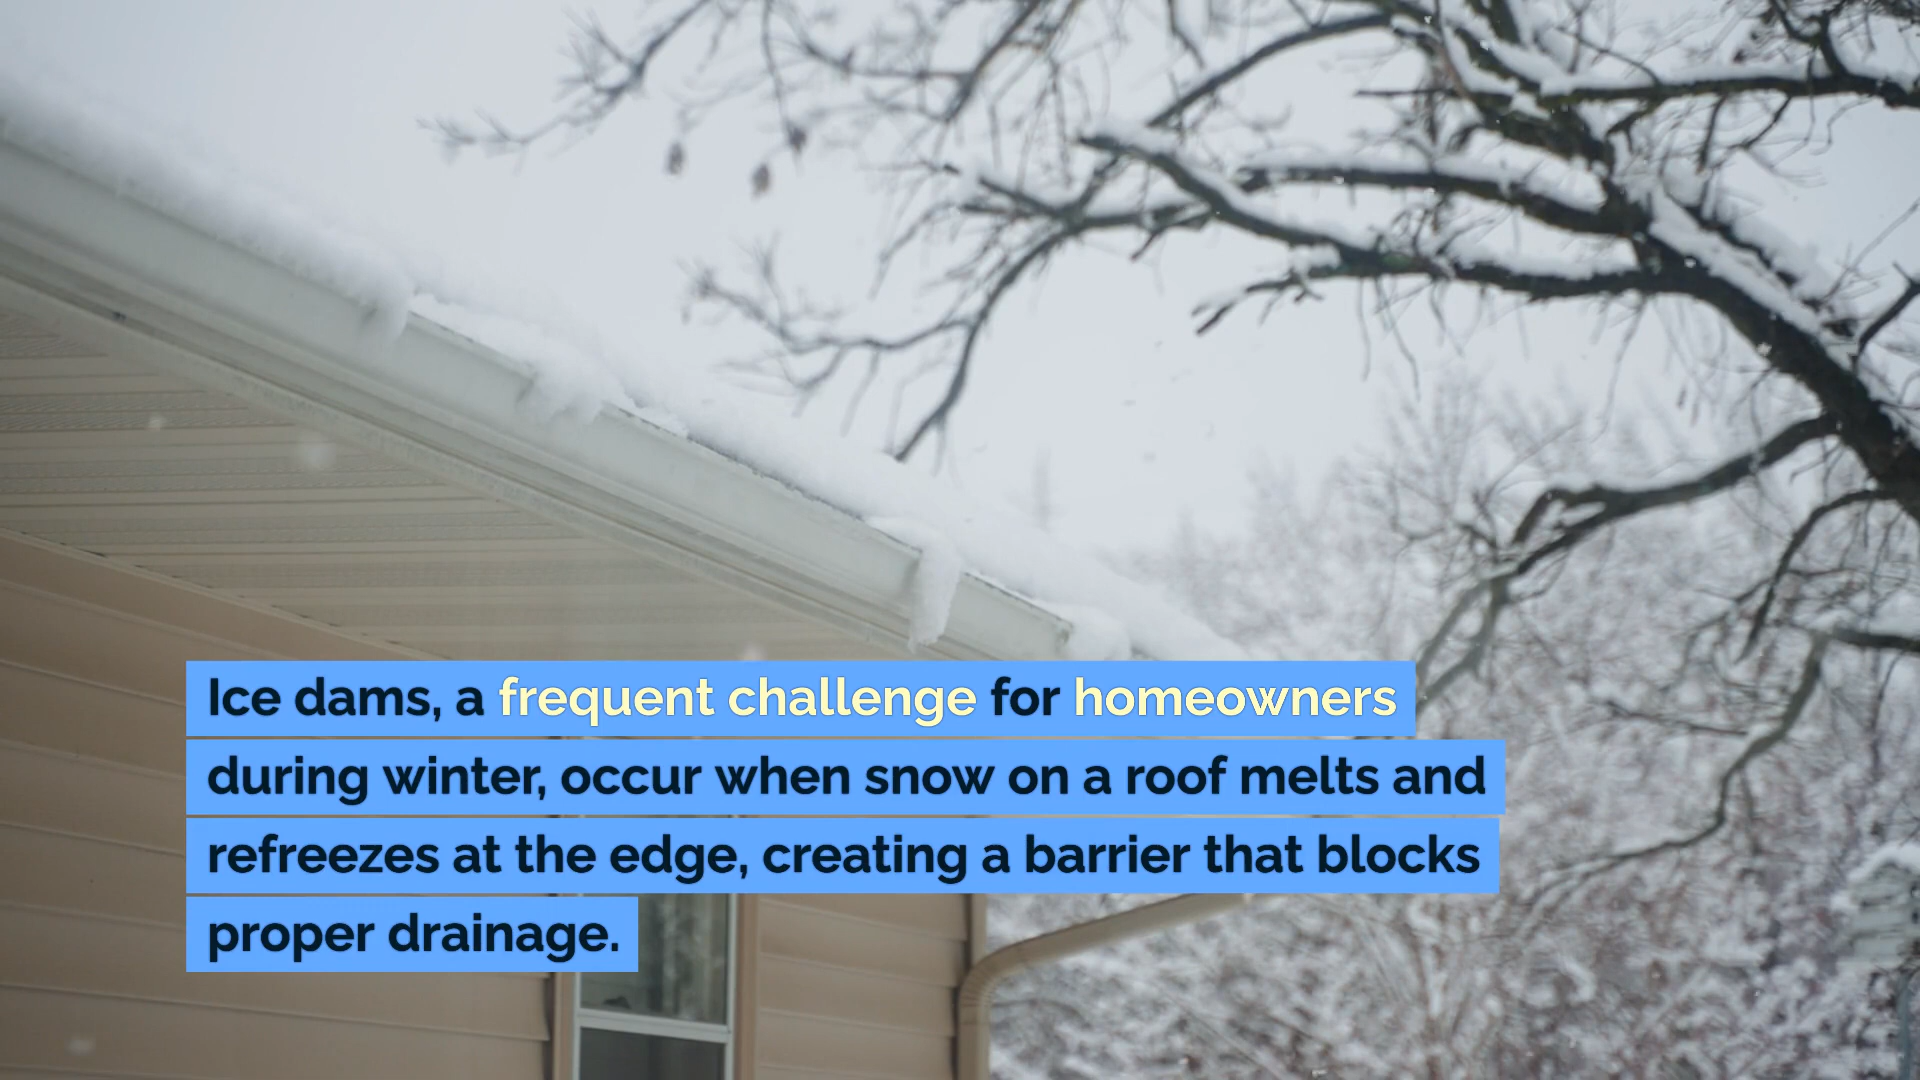 Ice dams, a frequent challenge for homeowners
during winter, occur when snow on a roof melts and
refreezes at the edge, creating a barrier that blocks
proper drainage.